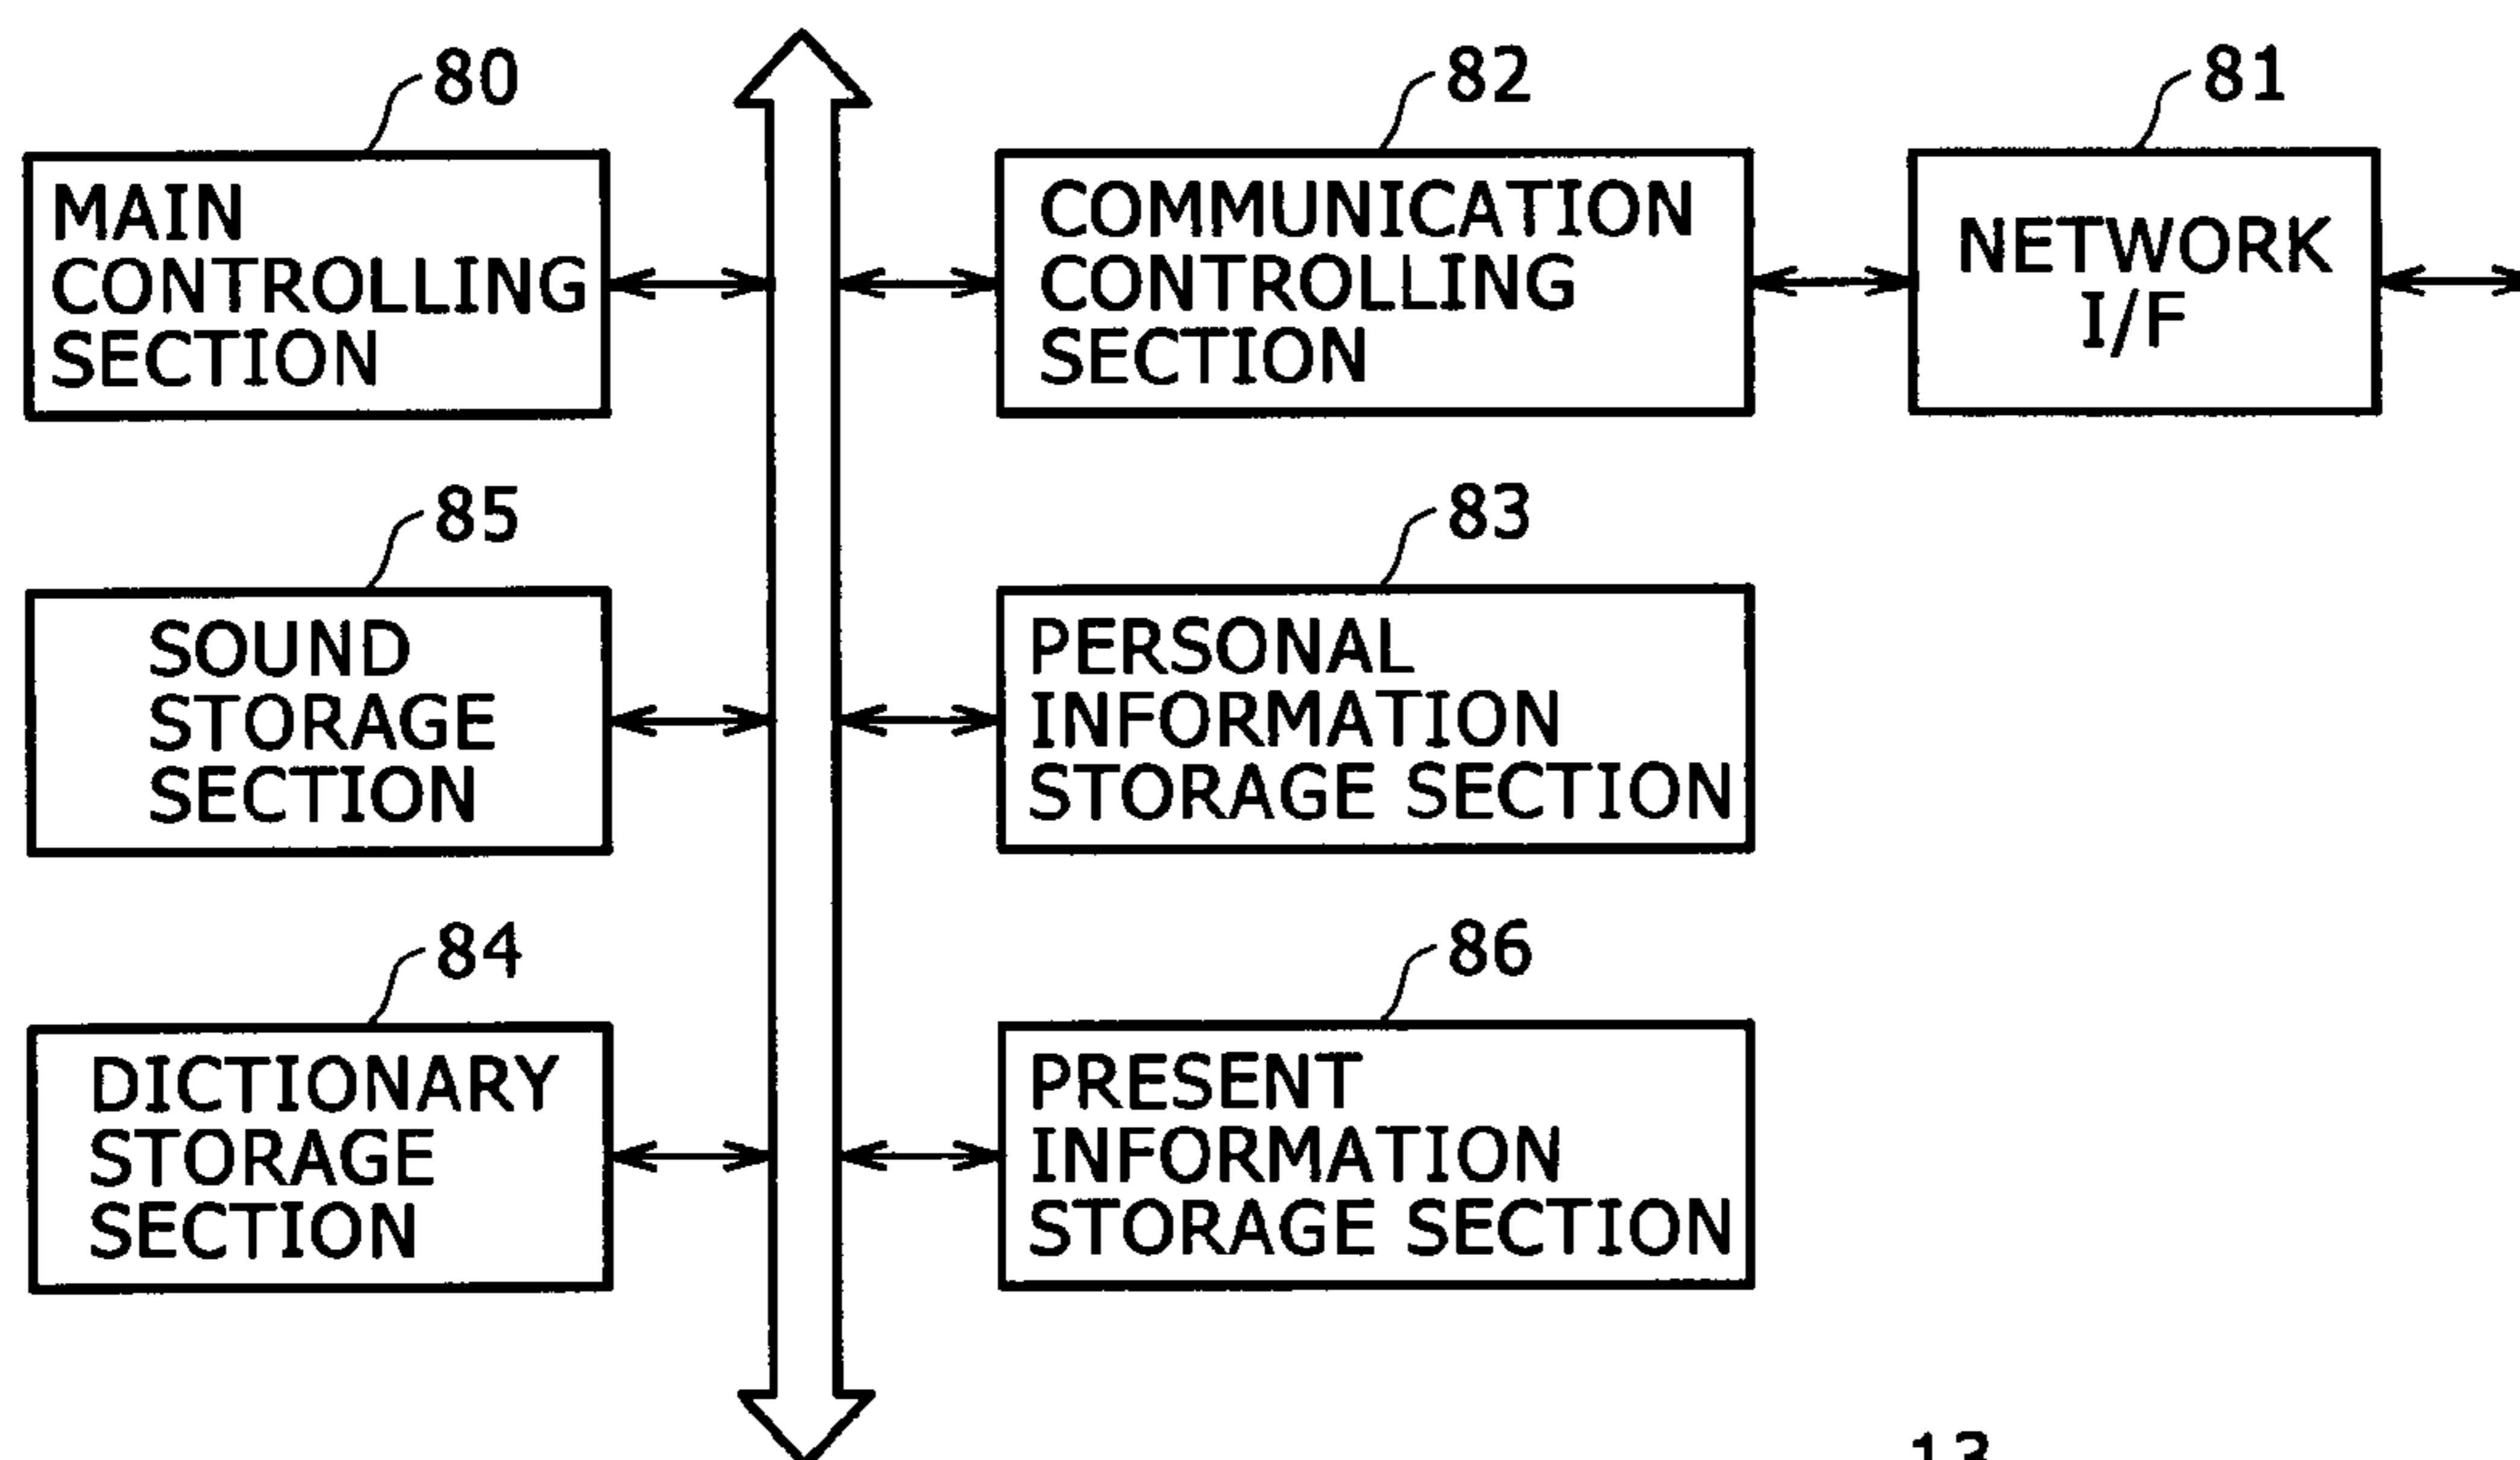 80
MAIN
CONTROLLING
SECTION
82
COMMUNICATION
CONTROLLING
SECTION
81
NETWORK
I/F
85
SOUND
STORAGE
SECTION
83
PERSONAL
INFORMATION
STORAGE SECTION
84
DICTIONARY
STORAGE
SECTION
86
PRESENT
INFORMATION
STORAGE SECTION
13